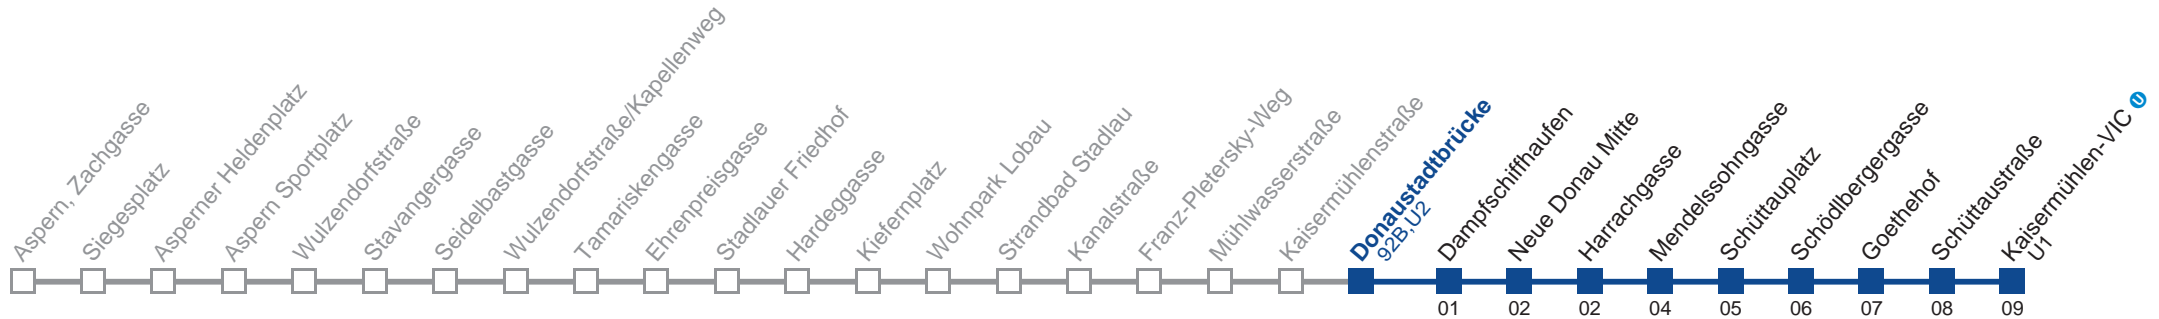 Aspern, Zachgasse
Siegesplatz
Asperner Heldenplatz
Aspern Sportplatz
Wulzendorfstraße
Stavangergasse
Seidelbastgasse
Wulzendorfstraße/Kapellenweg
Tamariskengasse
Ehrenpreisgasse
Stadlauer Friedhof
Hardeggasse
Kiefernplatz
Wohnpark Lobau
Strandbad Stadlau
Kanalstraße
Franz-Pletersky-Weg
Mühlwasserstraße
Kaisermühlenstraße
Donaustadtbrücke
92B,U2
Dampfschiffhaufen
Neue Donau Mitte
Harrachgasse
Mendelssohngasse
Schüttauplatz
Schödlbergergasse
Goethehof
Schüttaustraße
Kaisermühlen-VIC U
U1
01 02 02 04 05 06 07 08 09